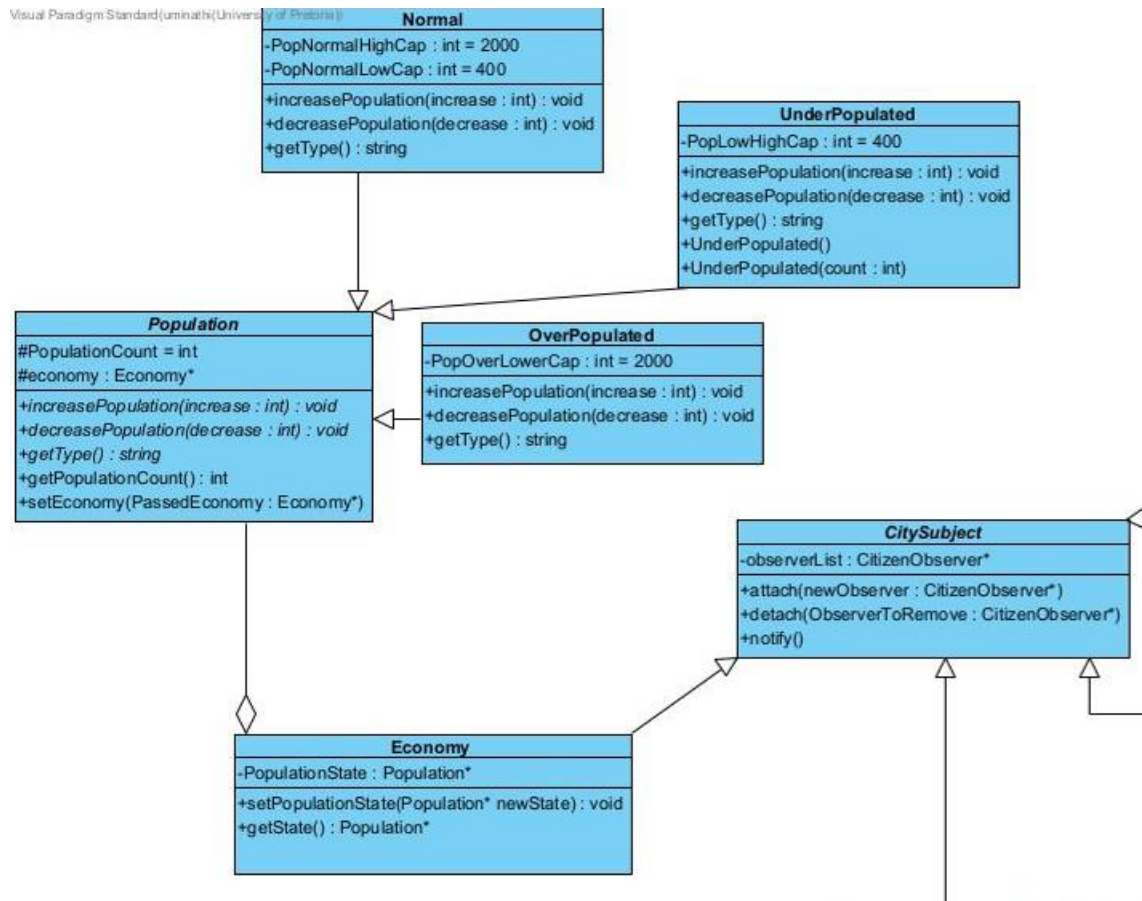 Visual Paradigm Standard(uminathi(University of Pretoria))
Normal
-PopNormalHighCap : int = 2000
-PopNormalLowCap : int = 400
+increasePopulation(increase : int) : void
+decreasePopulation(decrease : int) : void
+getType() : string
UnderPopulated
-PopLowHighCap : int = 400
+increasePopulation(increase : int) : void
+decreasePopulation(decrease : int) : void
+getType() : string
+UnderPopulated()
+UnderPopulated(count : int)
Population
#PopulationCount = int
#economy : Economy*
+increasePopulation(increase : int) : void
+decreasePopulation(decrease : int) : void
+getType() : string
+getPopulationCount() : int
+setEconomy(PassedEconomy : Economy*)
OverPopulated
-PopOverLowerCap : int = 2000
+increasePopulation(increase : int) : void
+decreasePopulation(decrease : int) : void
+getType() : string
CitySubject
-observerList : CitizenObserver*
+attach(newObserver : CitizenObserver*)
+detach(ObserverToRemove : CitizenObserver*)
+notify()
Economy
-PopulationState : Population*
+setPopulationState(Population* newState) : void
+getState() : Population*